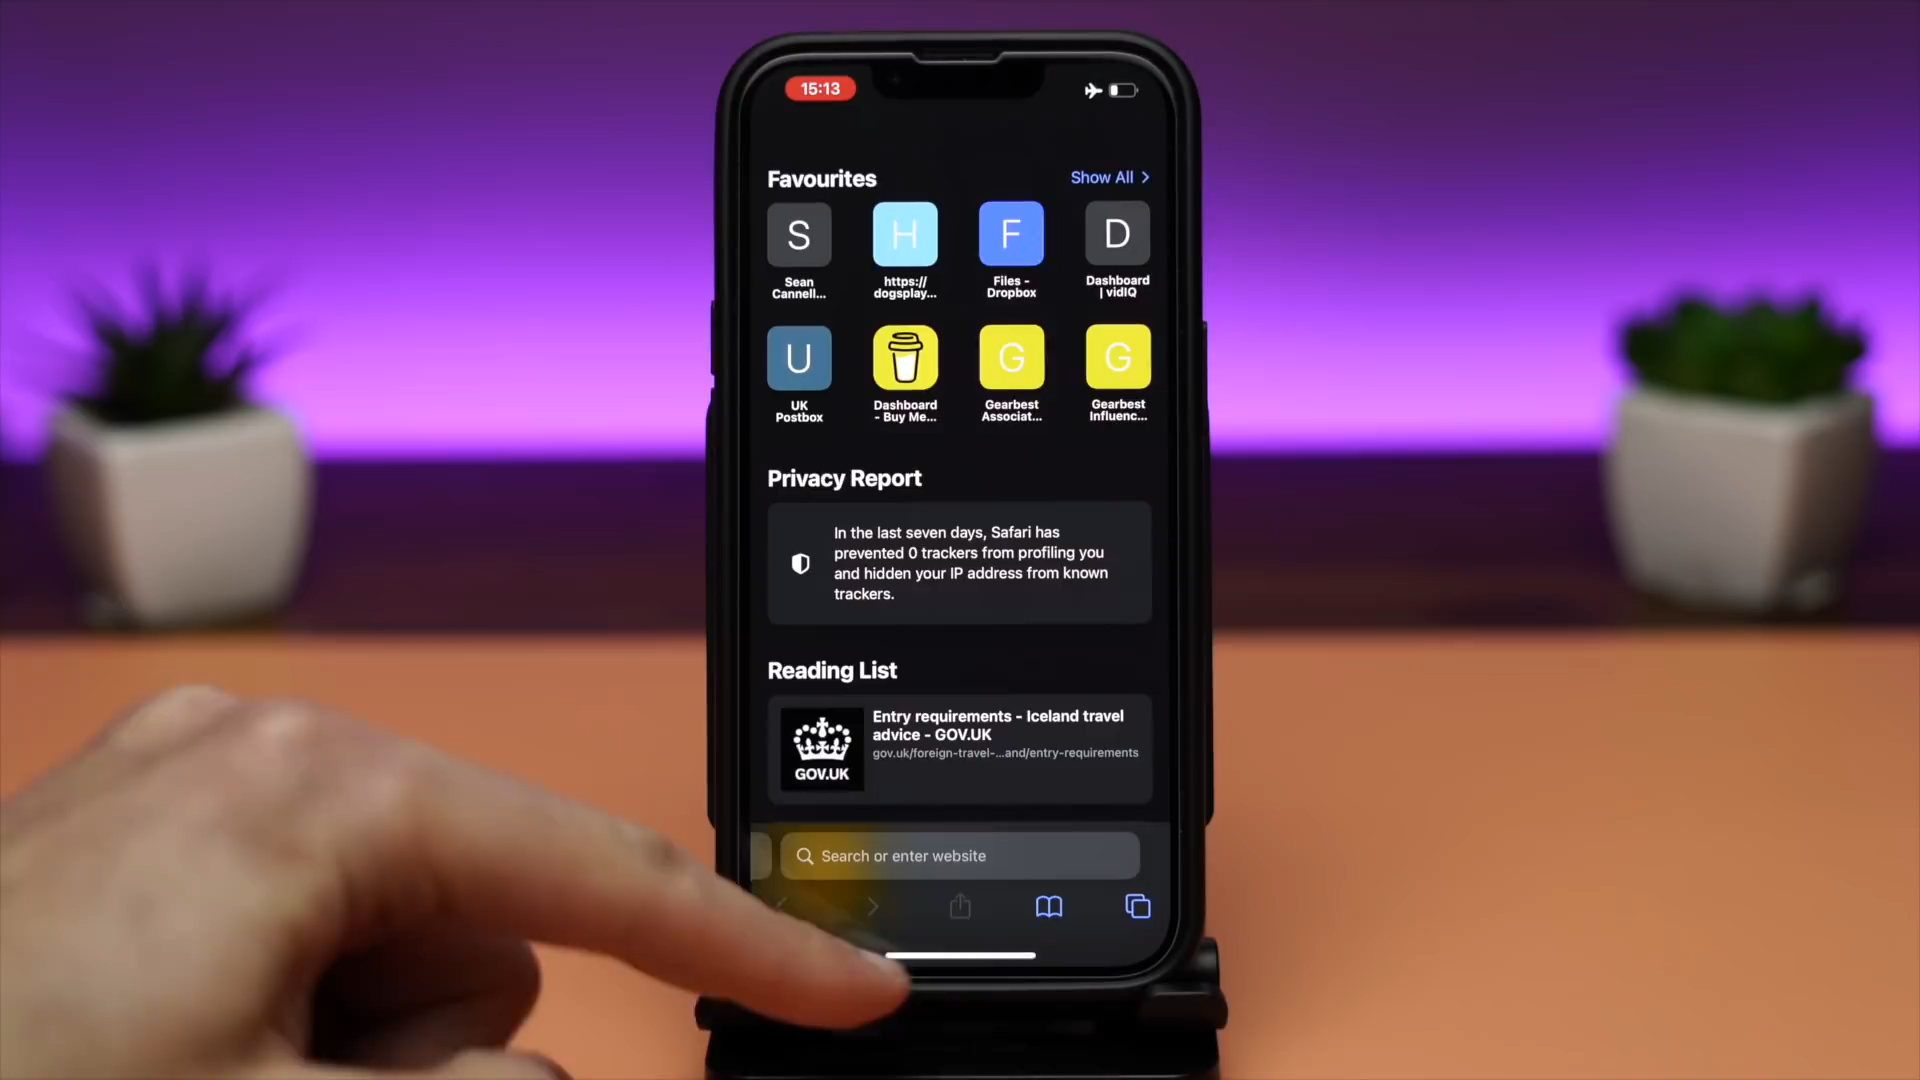 15:13
Favourites
Show All
S
H
F
D
Sean
Cannell...
https://
dogsplay...
Files -
Dropbox
Dashboard
| vidIQ
U
G
G
UK
Postbox
Dashboard
- Buy Me...
Gearbest
Associat...
Gearbest
Influenc...
Privacy Report
In the last seven days, Safari has
prevented 0 trackers from profiling you
and hidden your IP address from known
trackers.
Reading List
GOV.UK
Entry requirements - Iceland travel
advice - GOV.UK
gov.uk/foreign-travel-...and/entry-requirements
Search or enter website